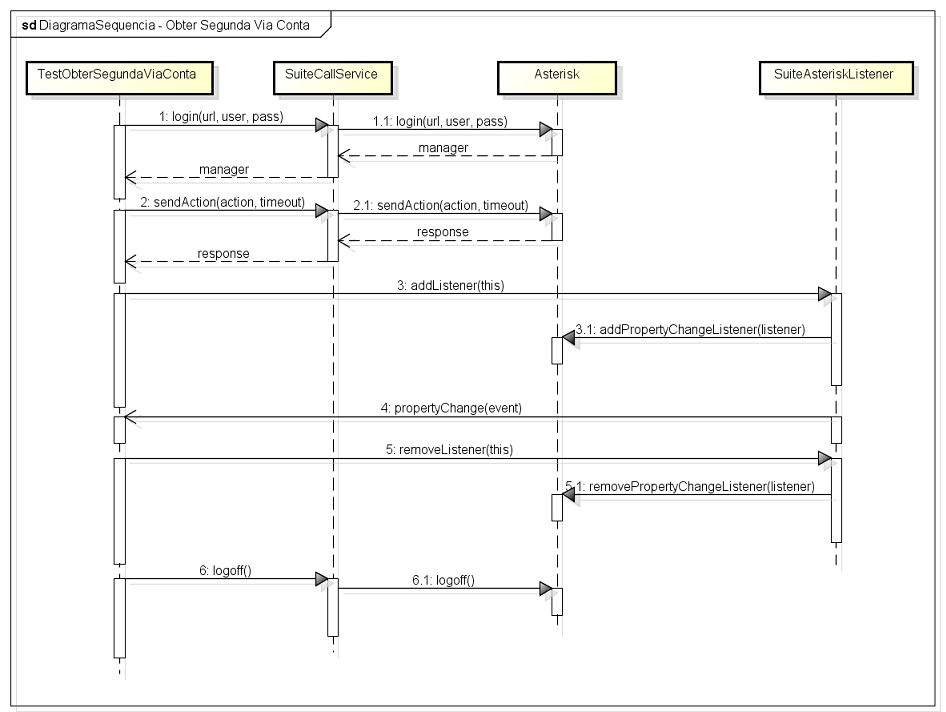 sd DiagramaSequencia - Obter Segunda Via Conta
TestObterSegundaViaConta
SuiteCallService
Asterisk
SuiteAsteriskListener
1: login(url, user, pass)
1.1: login(url, user, pass)
manager
manager
2: sendAction(action, timeout)
2.1: sendAction(action, timeout)
response
response
3: addListener(this)
3.1: addPropertyChangeListener(listener)
4: propertyChange(event)
5: removeListener(this)
5.1: removePropertyChangeListener(listener)
6: logoff()
6.1: logoff()